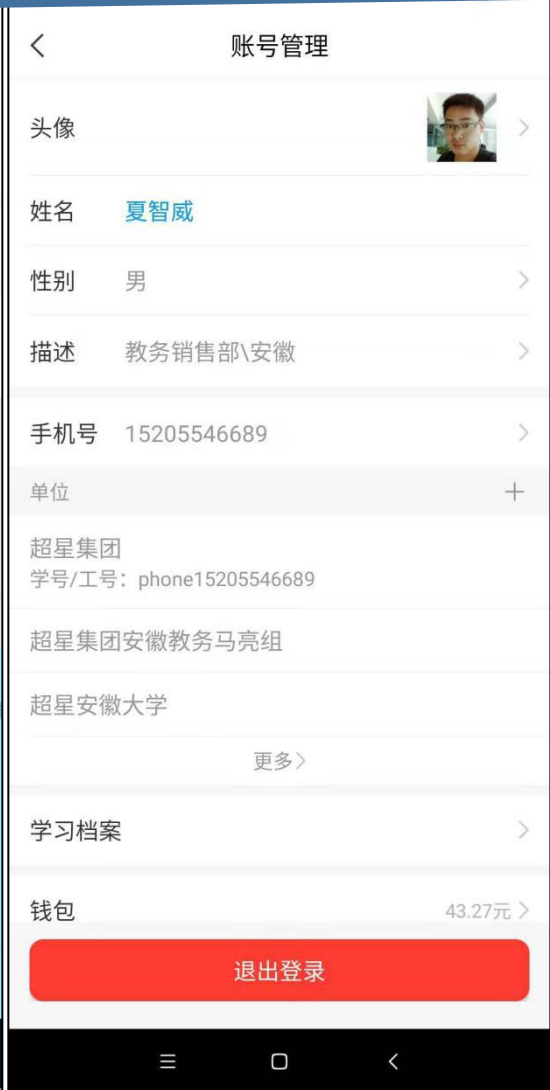 账号管理
头像
姓名 夏智威
性别 男
描述 教务销售部\安徽
手机号 15205546689
单位
超星集团
学号/工号：phone15205546689
超星集团安徽教务马亮组
超星安徽大学
更多
学习档案
钱包 43.27元
退出登录